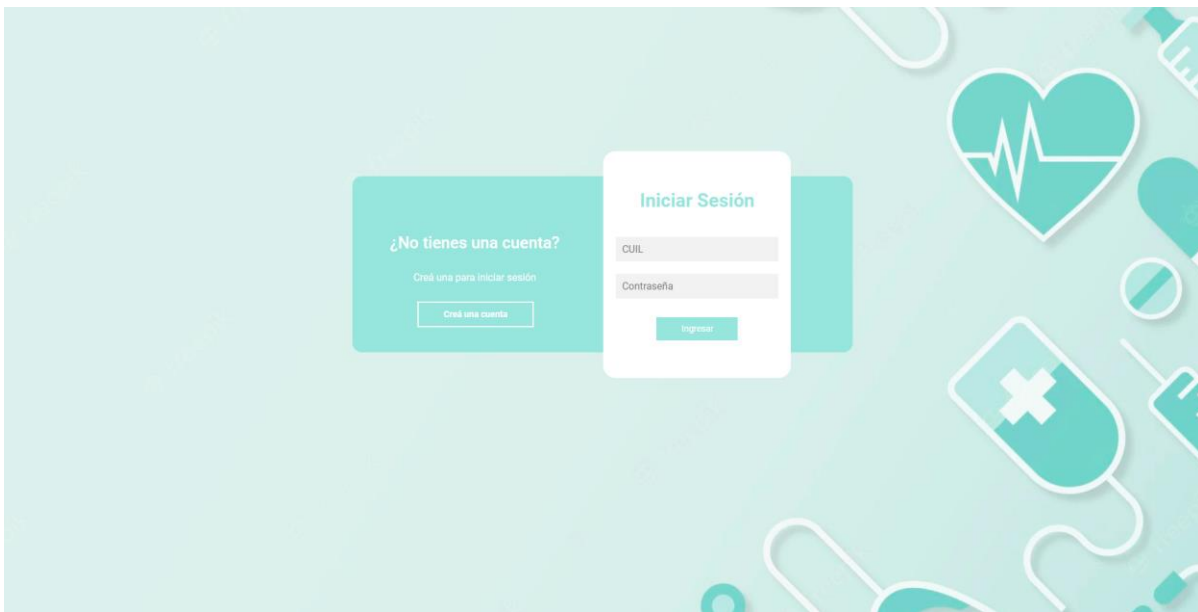 ¿No tienes una cuenta?
Creá una para iniciar sesión
Creá una cuenta
Iniciar Sesión
CUIL
Contraseña
Ingresar